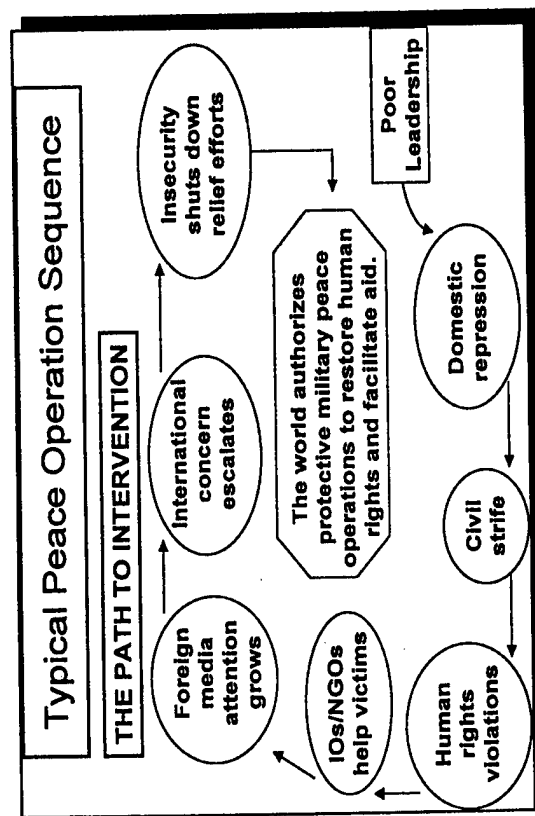 Typical Peace Operation Sequence
THE PATH TO INTERVENTION
Poor
Leadership
Domestic
repression
Civil
strife
Human
rights
violations
IOs/NGOs
help victims
Foreign
media
attention
grows
International
concern
escalates
Insecurity
shuts down
relief efforts
The world authorizes
protective military peace
operations to restore human
rights and facilitate aid.